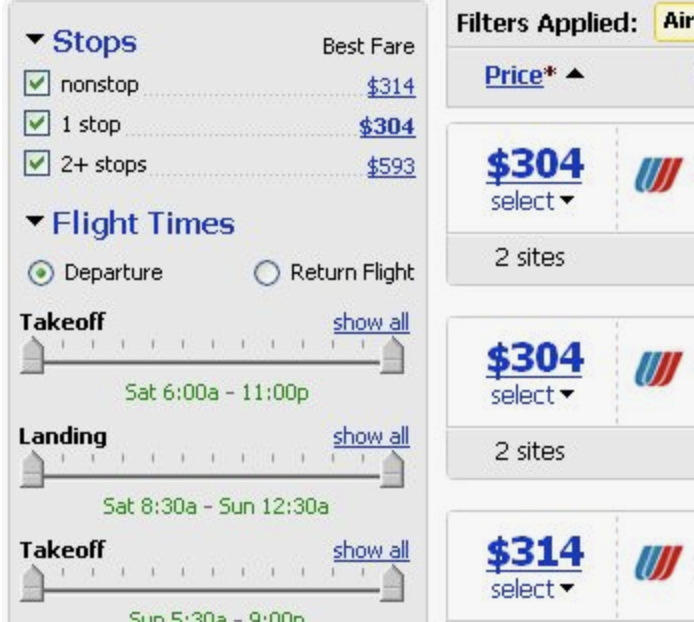 Stops
Best Fare
nonstop $314
1 stop $304
2+ stops $593
Flight Times
Departure Return Flight
Takeoff show all
Sat 6:00a - 11:00p
Landing show all
Sat 8:30a - Sun 12:30a
Takeoff show all
Sun 5:30a - 9:00p
Filters Applied: Air
Price*
$304
select
2 sites
$304
select
2 sites
$314
select